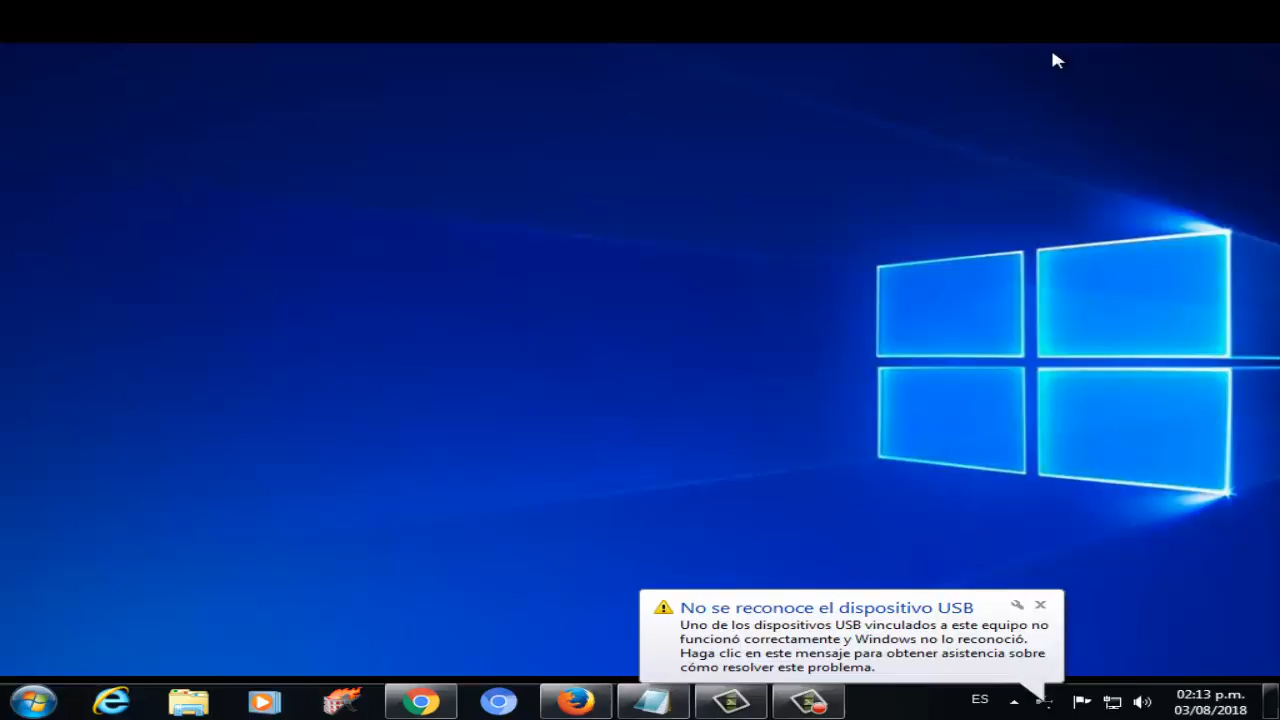 No se reconoce el dispositivo USB
Uno de los dispositivos USB vinculados a este equipo no
funcionó correctamente y Windows no lo reconoció.
Haga clic en este mensaje para obtener asistencia sobre
cómo resolver este problema.
ES
02:13 p.m.
03/08/2018